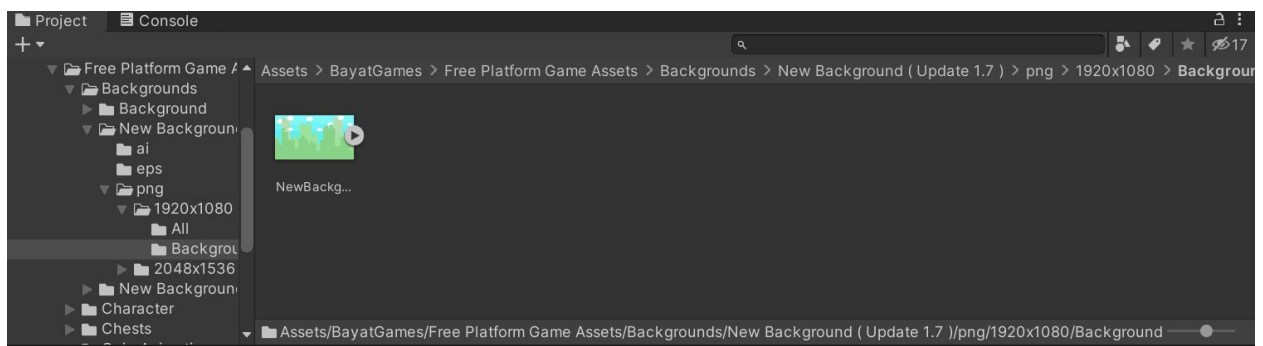 Project Console
17
Free Platform Game A
Assets > BayatGames > Free Platform Game Assets > Backgrounds > New Background ( Update 1.7 ) > png > 1920x1080 > Backgrour
Backgrounds
Background
New Backgroun
ai
eps
png
1920x1080
All
Backgrou
2048x1536
New Backgroun
Character
Chests
NewBackg...
Assets/BayatGames/Free Platform Game Assets/Backgrounds/New Background ( Update 1.7 )/png/1920x1080/Background